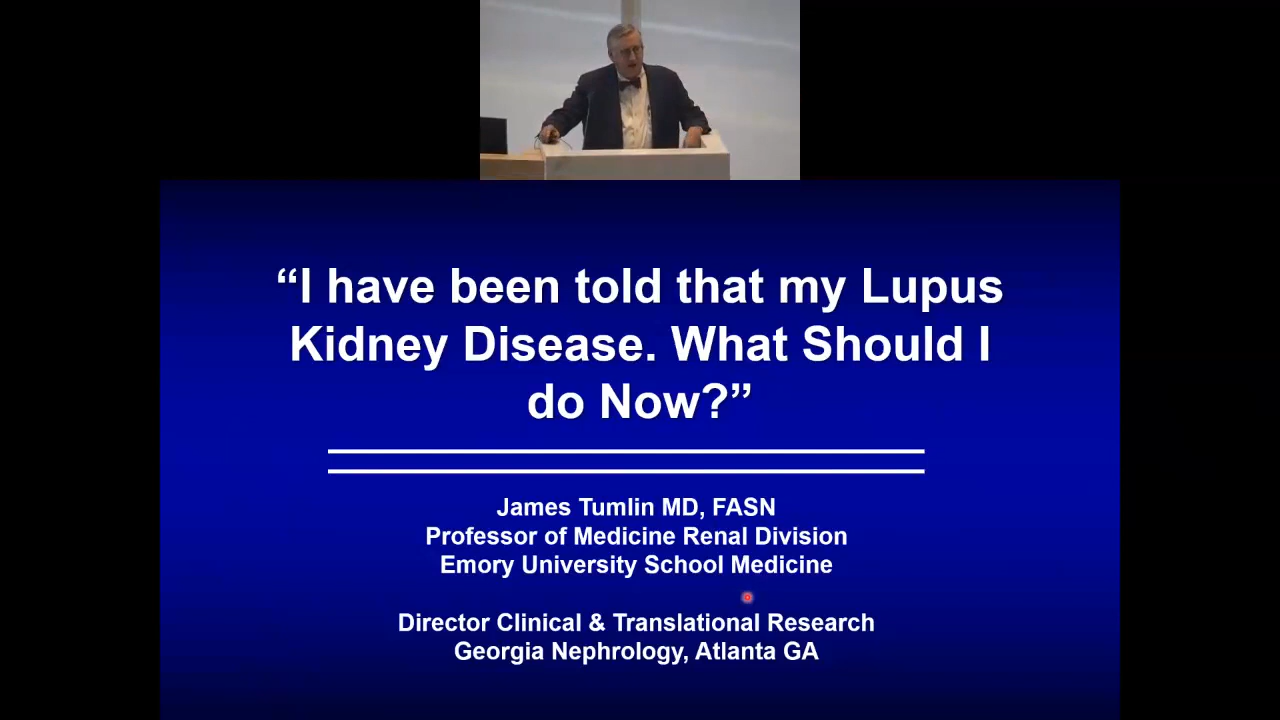 “I have been told that my Lupus
Kidney Disease. What Should I
do Now?”
James Tumlin MD, FASN
Professor of Medicine Renal Division
Emory University School Medicine
Director Clinical & Translational Research
Georgia Nephrology, Atlanta GA